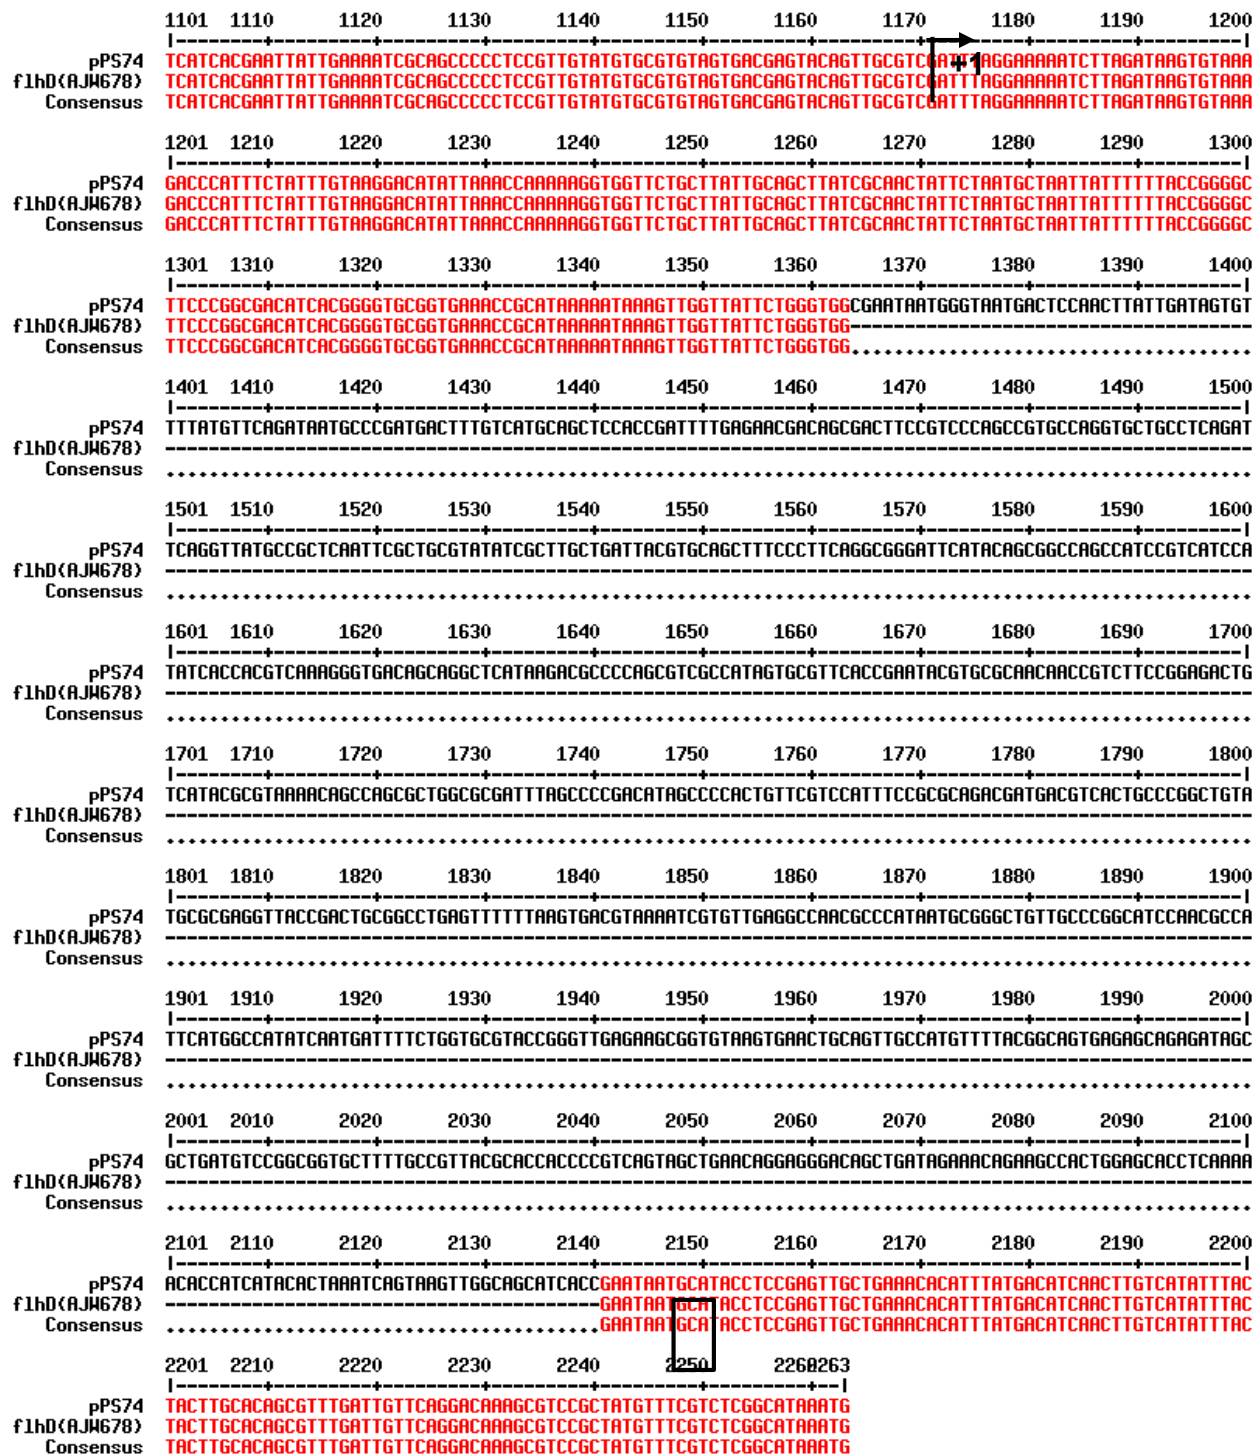 1101 1110 1120 1130 1140 1150 1160 1170 1180 1190 1200
|--------+---------+---------+---------+---------+---------+---------+---------+---------+---------|
pPS74 TCATCACGAATTATTGAAAATCGCAGCCCCCTCCGTTGTATGTGCGTGTAGTGACGAGTACAGTTGCGTCGATTTAGGAAAAATCTTAGATAAGTGTAAA
+1
flhD(AJW678) TCATCACGAATTATTGAAAATCGCAGCCCCCTCCGTTGTATGTGCGTGTAGTGACGAGTACAGTTGCGTCGATTTAGGAAAAATCTTAGATAAGTGTAAA
Consensus TCATCACGAATTATTGAAAATCGCAGCCCCCTCCGTTGTATGTGCGTGTAGTGACGAGTACAGTTGCGTCGATTTAGGAAAAATCTTAGATAAGTGTAAA
1201 1210 1220 1230 1240 1250 1260 1270 1280 1290 1300
|--------+---------+---------+---------+---------+---------+---------+---------+---------+---------|
pPS74 GACCCATTTCTATTTGTAAGGACATATTAAACCAAAAAGGTGGTTCTGCTTATTGCAGCTTATCGCAACTATTCTAATGCTAATTATTTTTTACCGGGGC
flhD(AJW678) GACCCATTTCTATTTGTAAGGACATATTAAACCAAAAAGGTGGTTCTGCTTATTGCAGCTTATCGCAACTATTCTAATGCTAATTATTTTTTACCGGGGC
Consensus GACCCATTTCTATTTGTAAGGACATATTAAACCAAAAAGGTGGTTCTGCTTATTGCAGCTTATCGCAACTATTCTAATGCTAATTATTTTTTACCGGGGC
1301 1310 1320 1330 1340 1350 1360 1370 1380 1390 1400
|--------+---------+---------+---------+---------+---------+---------+---------+---------+---------|
pPS74 TTCCCGGCGACATCACGGGGTGCGGTGAAACCGCATAAAAATAAAGTTGGTTATTCTGGGTGGCGAATAATGGGTAATGACTCCAACTTATTGATAGTGT
flhD(AJW678) TTCCCGGCGACATCACGGGGTGCGGTGAAACCGCATAAAAATAAAGTTGGTTATTCTGGGTGG-------------------------------------
Consensus TTCCCGGCGACATCACGGGGTGCGGTGAAACCGCATAAAAATAAAGTTGGTTATTCTGGGTGG.....................................
1401 1410 1420 1430 1440 1450 1460 1470 1480 1490 1500
|--------+---------+---------+---------+---------+---------+---------+---------+---------+---------|
pPS74 TTTATGTTCAGATAATGCCCGATGACTTTGTCATGCAGCTCCACCGATTTTGAGAACGACAGCGACTTCCGTCCCAGCCGTGCCAGGTGCTGCCTCAGAT
flhD(AJW678) ----------------------------------------------------------------------------------------------------
Consensus ....................................................................................................
1501 1510 1520 1530 1540 1550 1560 1570 1580 1590 1600
|--------+---------+---------+---------+---------+---------+---------+---------+---------+---------|
pPS74 TCAGGTTATGCCGCTCAATTCGCTGCGTATATCGCTTGCTGATTACGTGCAGCTTTCCCTTCAGGCGGGATTCATACAGCGGCCAGCCATCCGTCATCCA
flhD(AJW678) ----------------------------------------------------------------------------------------------------
Consensus ....................................................................................................
1601 1610 1620 1630 1640 1650 1660 1670 1680 1690 1700
|--------+---------+---------+---------+---------+---------+---------+---------+---------+---------|
pPS74 TATCACCACGTCAAAGGGTGACAGCAGGCTCATAAGACGCCCCAGCGTCGCCATAGTGCGTTCACCGAATACGTGCGCAACAACCGTCTTCCGGAGACTG
flhD(AJW678) ----------------------------------------------------------------------------------------------------
Consensus ....................................................................................................
1701 1710 1720 1730 1740 1750 1760 1770 1780 1790 1800
|--------+---------+---------+---------+---------+---------+---------+---------+---------+---------|
pPS74 TCATACGCGTAAAACAGCCAGCGCTGGCGCGATTTAGCCCCGACATAGCCCCACTGTTCGTCCATTTCCGCGCAGACGATGACGTCACTGCCCGGCTGTA
flhD(AJW678) ----------------------------------------------------------------------------------------------------
Consensus ....................................................................................................
1801 1810 1820 1830 1840 1850 1860 1870 1880 1890 1900
|--------+---------+---------+---------+---------+---------+---------+---------+---------+---------|
pPS74 TGCGCGAGGTTACCGACTGCGGCCTGAGTTTTTTAAGTGACGTAAAATCGTGTTGAGGCCAACGCCCATAATGCGGGCTGTTGCCCGGCATCCAACGCCA
flhD(AJW678) ----------------------------------------------------------------------------------------------------
Consensus ....................................................................................................
1901 1910 1920 1930 1940 1950 1960 1970 1980 1990 2000
|--------+---------+---------+---------+---------+---------+---------+---------+---------+---------|
pPS74 TTCATGGCCATATCAATGATTTTCTGGTGCGTACCGGGTTGAGAAGCGGTGTAAGTGAACTGCAGTTGCCATGTTTTACGGCAGTGAGAGCAGAGATAGC
flhD(AJW678) ----------------------------------------------------------------------------------------------------
Consensus ....................................................................................................
2001 2010 2020 2030 2040 2050 2060 2070 2080 2090 2100
|--------+---------+---------+---------+---------+---------+---------+---------+---------+---------|
pPS74 GCTGATGTCCGGCGGTGCTTTTGCCGTTACGCACCACCCCGTCAGTAGCTGAACAGGAGGGACAGCTGATAGAAACAGAAGCCACTGGAGCACCTCAAAA
flhD(AJW678) ----------------------------------------------------------------------------------------------------
Consensus ....................................................................................................
2101 2110 2120 2130 2140 2150 2160 2170 2180 2190 2200
|--------+---------+---------+---------+---------+---------+---------+---------+---------+---------|
pPS74 ACACCATCATACACTAAATCAGTAAGTTGGCAGCATCACCGAATAATGCATACCTCCGAGTTGCTGAAACACATTTATGACATCAACTTGTCATATTTAC
flhD(AJW678) ----------------------------------------GAATAATGCATACCTCCGAGTTGCTGAAACACATTTATGACATCAACTTGTCATATTTAC
Consensus ........................................GAATAATGCATACCTCCGAGTTGCTGAAACACATTTATGACATCAACTTGTCATATTTAC
2201 2210 2220 2230 2240 2250 2260 2263
|--------+---------+---------+---------+---------+---------+--|
pPS74 TACTTGCACAGCGTTTGATTGTTCAGGACAAAGCGTCCGCTATGTTTCGTCTCGGCATAAATG
flhD(AJW678) TACTTGCACAGCGTTTGATTGTTCAGGACAAAGCGTCCGCTATGTTTCGTCTCGGCATAAATG
Consensus TACTTGCACAGCGTTTGATTGTTCAGGACAAAGCGTCCGCTATGTTTCGTCTCGGCATAAATG